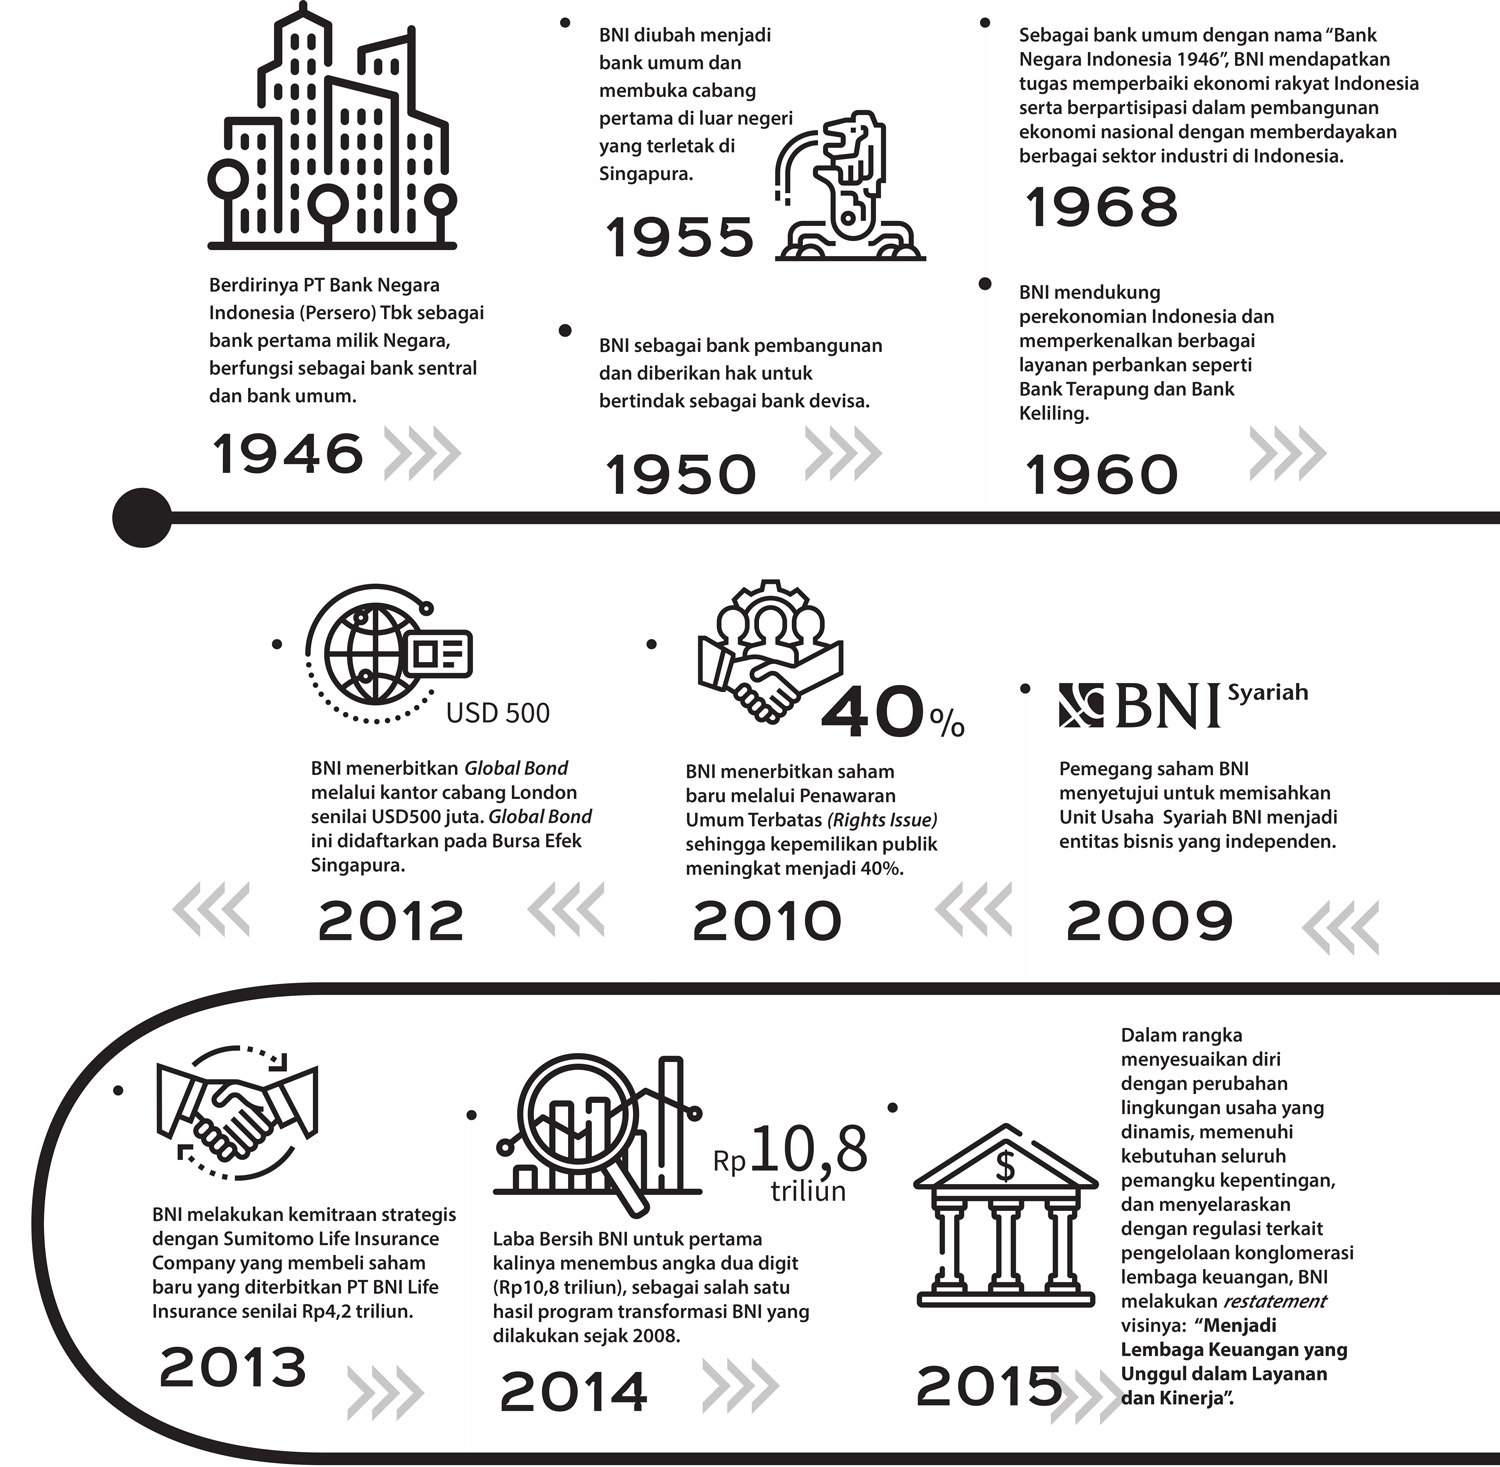 Berdirinya PT Bank Negara
Indonesia (Persero) Tbk sebagai
bank pertama milik Negara,
berfungsi sebagai bank sentral
dan bank umum.
1946
BNI diubah menjadi
bank umum dan
membuka cabang
pertama di luar negeri
yang terletak di
Singapura.
1955
BNI sebagai bank pembangunan
dan diberikan hak untuk
bertindak sebagai bank devisa.
1950
Sebagai bank umum dengan nama “Bank
Negara Indonesia 1946”, BNI mendapatkan
tugas memperbaiki ekonomi rakyat Indonesia
serta berpartisipasi dalam pembangunan
ekonomi nasional dengan memberdayakan
berbagai sektor industri di Indonesia.
1968
BNI mendukung
perekonomian Indonesia dan
memperkenalkan berbagai
layanan perbankan seperti
Bank Terapung dan Bank
Keliling.
1960
USD 500
BNI menerbitkan Global Bond
melalui kantor cabang London
senilai USD500 juta. Global Bond
ini didaftarkan pada Bursa Efek
Singapura.
2012
40%
BNI menerbitkan saham
baru melalui Penawaran
Umum Terbatas (Rights Issue)
sehingga kepemilikan publik
meningkat menjadi 40%.
2010
BNI Syariah
Pemegang saham BNI
menyetujui untuk memisahkan
Unit Usaha Syariah BNI menjadi
entitas bisnis yang independen.
2009
BNI melakukan kemitraan strategis
dengan Sumitomo Life Insurance
Company yang membeli saham
baru yang diterbitkan PT BNI Life
Insurance senilai Rp4,2 triliun.
2013
Rp10,8
triliun
Laba Bersih BNI untuk pertama
kalinya menembus angka dua digit
(Rp10,8 triliun), sebagai salah satu
hasil program transformasi BNI yang
dilakukan sejak 2008.
2014
$
2015
Dalam rangka
menyesuaikan diri
dengan perubahan
lingkungan usaha yang
dinamis, memenuhi
kebutuhan seluruh
pemangku kepentingan,
dan menyelaraskan
dengan regulasi terkait
pengelolaan konglomerasi
lembaga keuangan, BNI
melakukan restatement
visinya: “Menjadi
Lembaga Keuangan yang
Unggul dalam Layanan
dan Kinerja”.